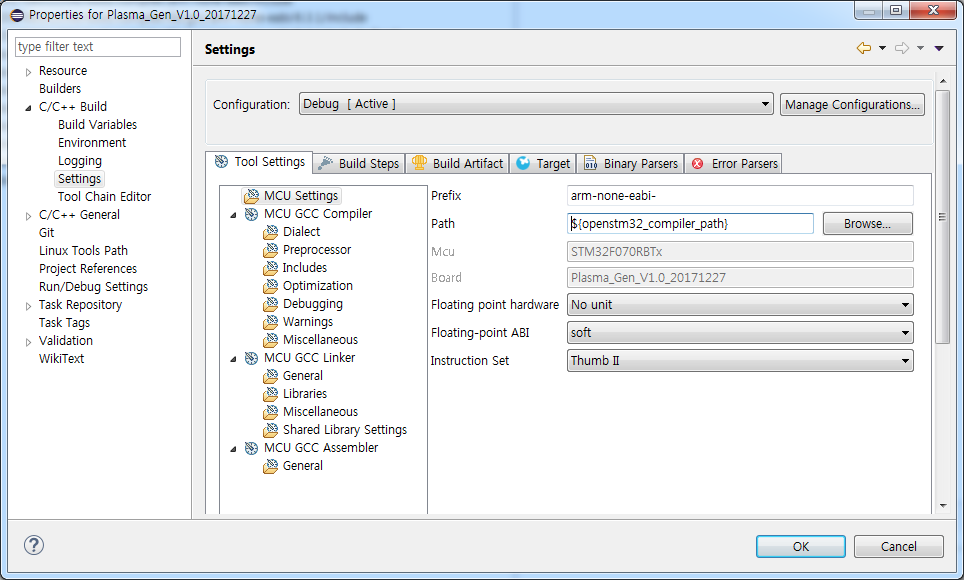 Properties for Plasma_Gen_V1.0_20171227
type filter text
Resource
Builders
C/C++ Build
Build Variables
Environment
Logging
Settings
Tool Chain Editor
C/C++ General
Git
Linux Tools Path
Project References
Run/Debug Settings
Task Repository
Task Tags
Validation
WikiText
Settings
Configuration: Debug [ Active ] Manage Configurations...
Tool Settings Build Steps Build Artifact Target Binary Parsers Error Parsers
MCU Settings
MCU GCC Compiler
Dialect
Preprocessor
Includes
Optimization
Debugging
Warnings
Miscellaneous
MCU GCC Linker
General
Libraries
Miscellaneous
Shared Library Settings
MCU GCC Assembler
General
Prefix arm-none-eabi-
Path ${openstm32_compiler_path} Browse...
Mcu STM32F070RBTx
Board Plasma_Gen_V1.0_20171227
Floating point hardware No unit
Floating-point ABI soft
Instruction Set Thumb II
OK Cancel